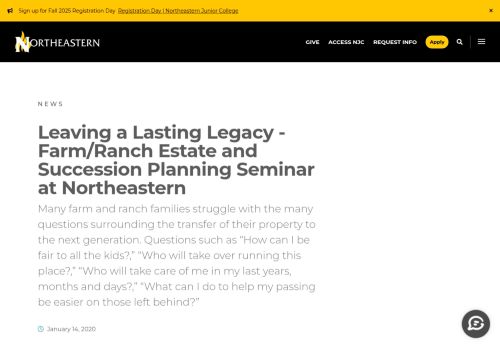 Sign up for Fall 2025 Registration Day Registration Day | Northeastern Junior College ×
NORTHEASTERN GIVE ACCESS NJC REQUEST INFO Apply
NEWS
Leaving a Lasting Legacy -
Farm/Ranch Estate and
Succession Planning Seminar
at Northeastern
Many farm and ranch families struggle with the many
questions surrounding the transfer of their property to
the next generation. Questions such as “How can I be
fair to all the kids?,” “Who will take over running this
place?,” “Who will take care of me in my last years,
months and days?,” “What can I do to help my passing
be easier on those left behind?”
January 14, 2020